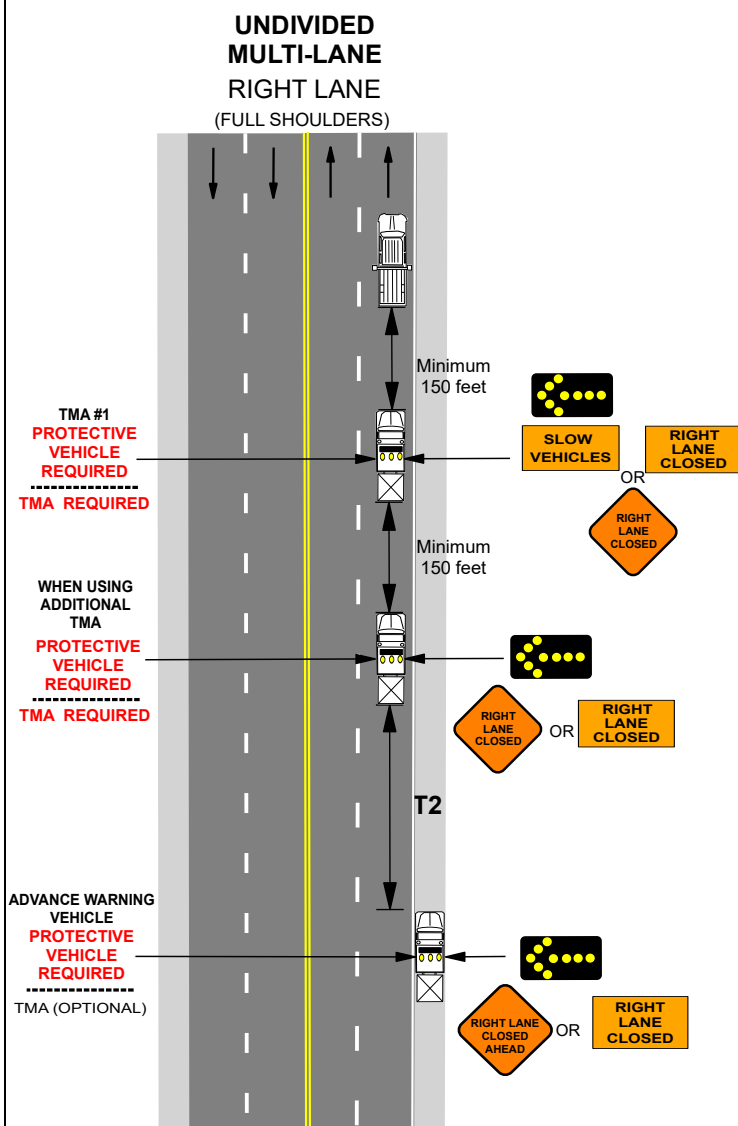 UNDIVIDED
MULTI-LANE
RIGHT LANE
(FULL SHOULDERS)
Minimum
150 feet
TMA #1
PROTECTIVE
VEHICLE
REQUIRED
TMA REQUIRED
SLOW
VEHICLES
RIGHT
LANE
CLOSED
OR
RIGHT
LANE
CLOSED
Minimum
150 feet
WHEN USING
ADDITIONAL
TMA
PROTECTIVE
VEHICLE
REQUIRED
TMA REQUIRED
RIGHT
LANE
CLOSED
OR
RIGHT
LANE
CLOSED
T2
ADVANCE WARNING
VEHICLE
PROTECTIVE
VEHICLE
REQUIRED
TMA (OPTIONAL)
RIGHT LANE
CLOSED
AHEAD
OR
RIGHT
LANE
CLOSED